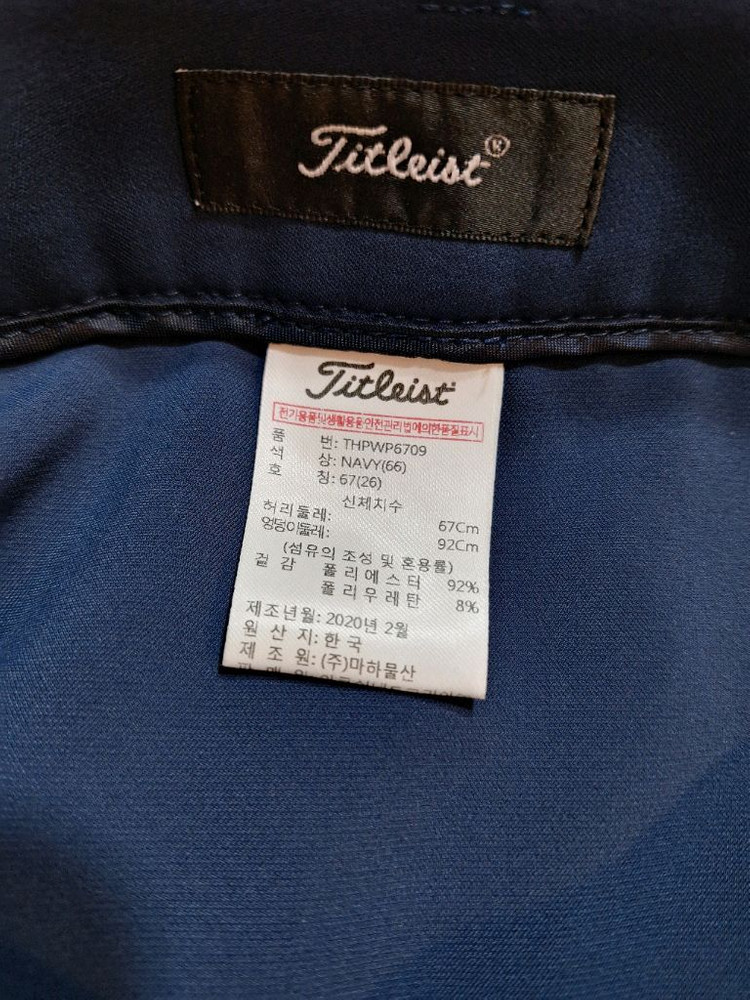 Titleist®
Titleist
전기용품및생활용품안전관리법에의한품질표시
품 번: THPWP6709
색 상: NAVY(66)
호 칭: 67(26)
신체치수
허리둘레: 67Cm
엉덩이둘레: 92Cm
(섬유의 조성 및 혼용률)
겉 감 폴리에스터 92%
폴리우레탄 8%
제조년월: 2020년 2월
원 산 지: 한 국
제 조 원: (주)마하물산